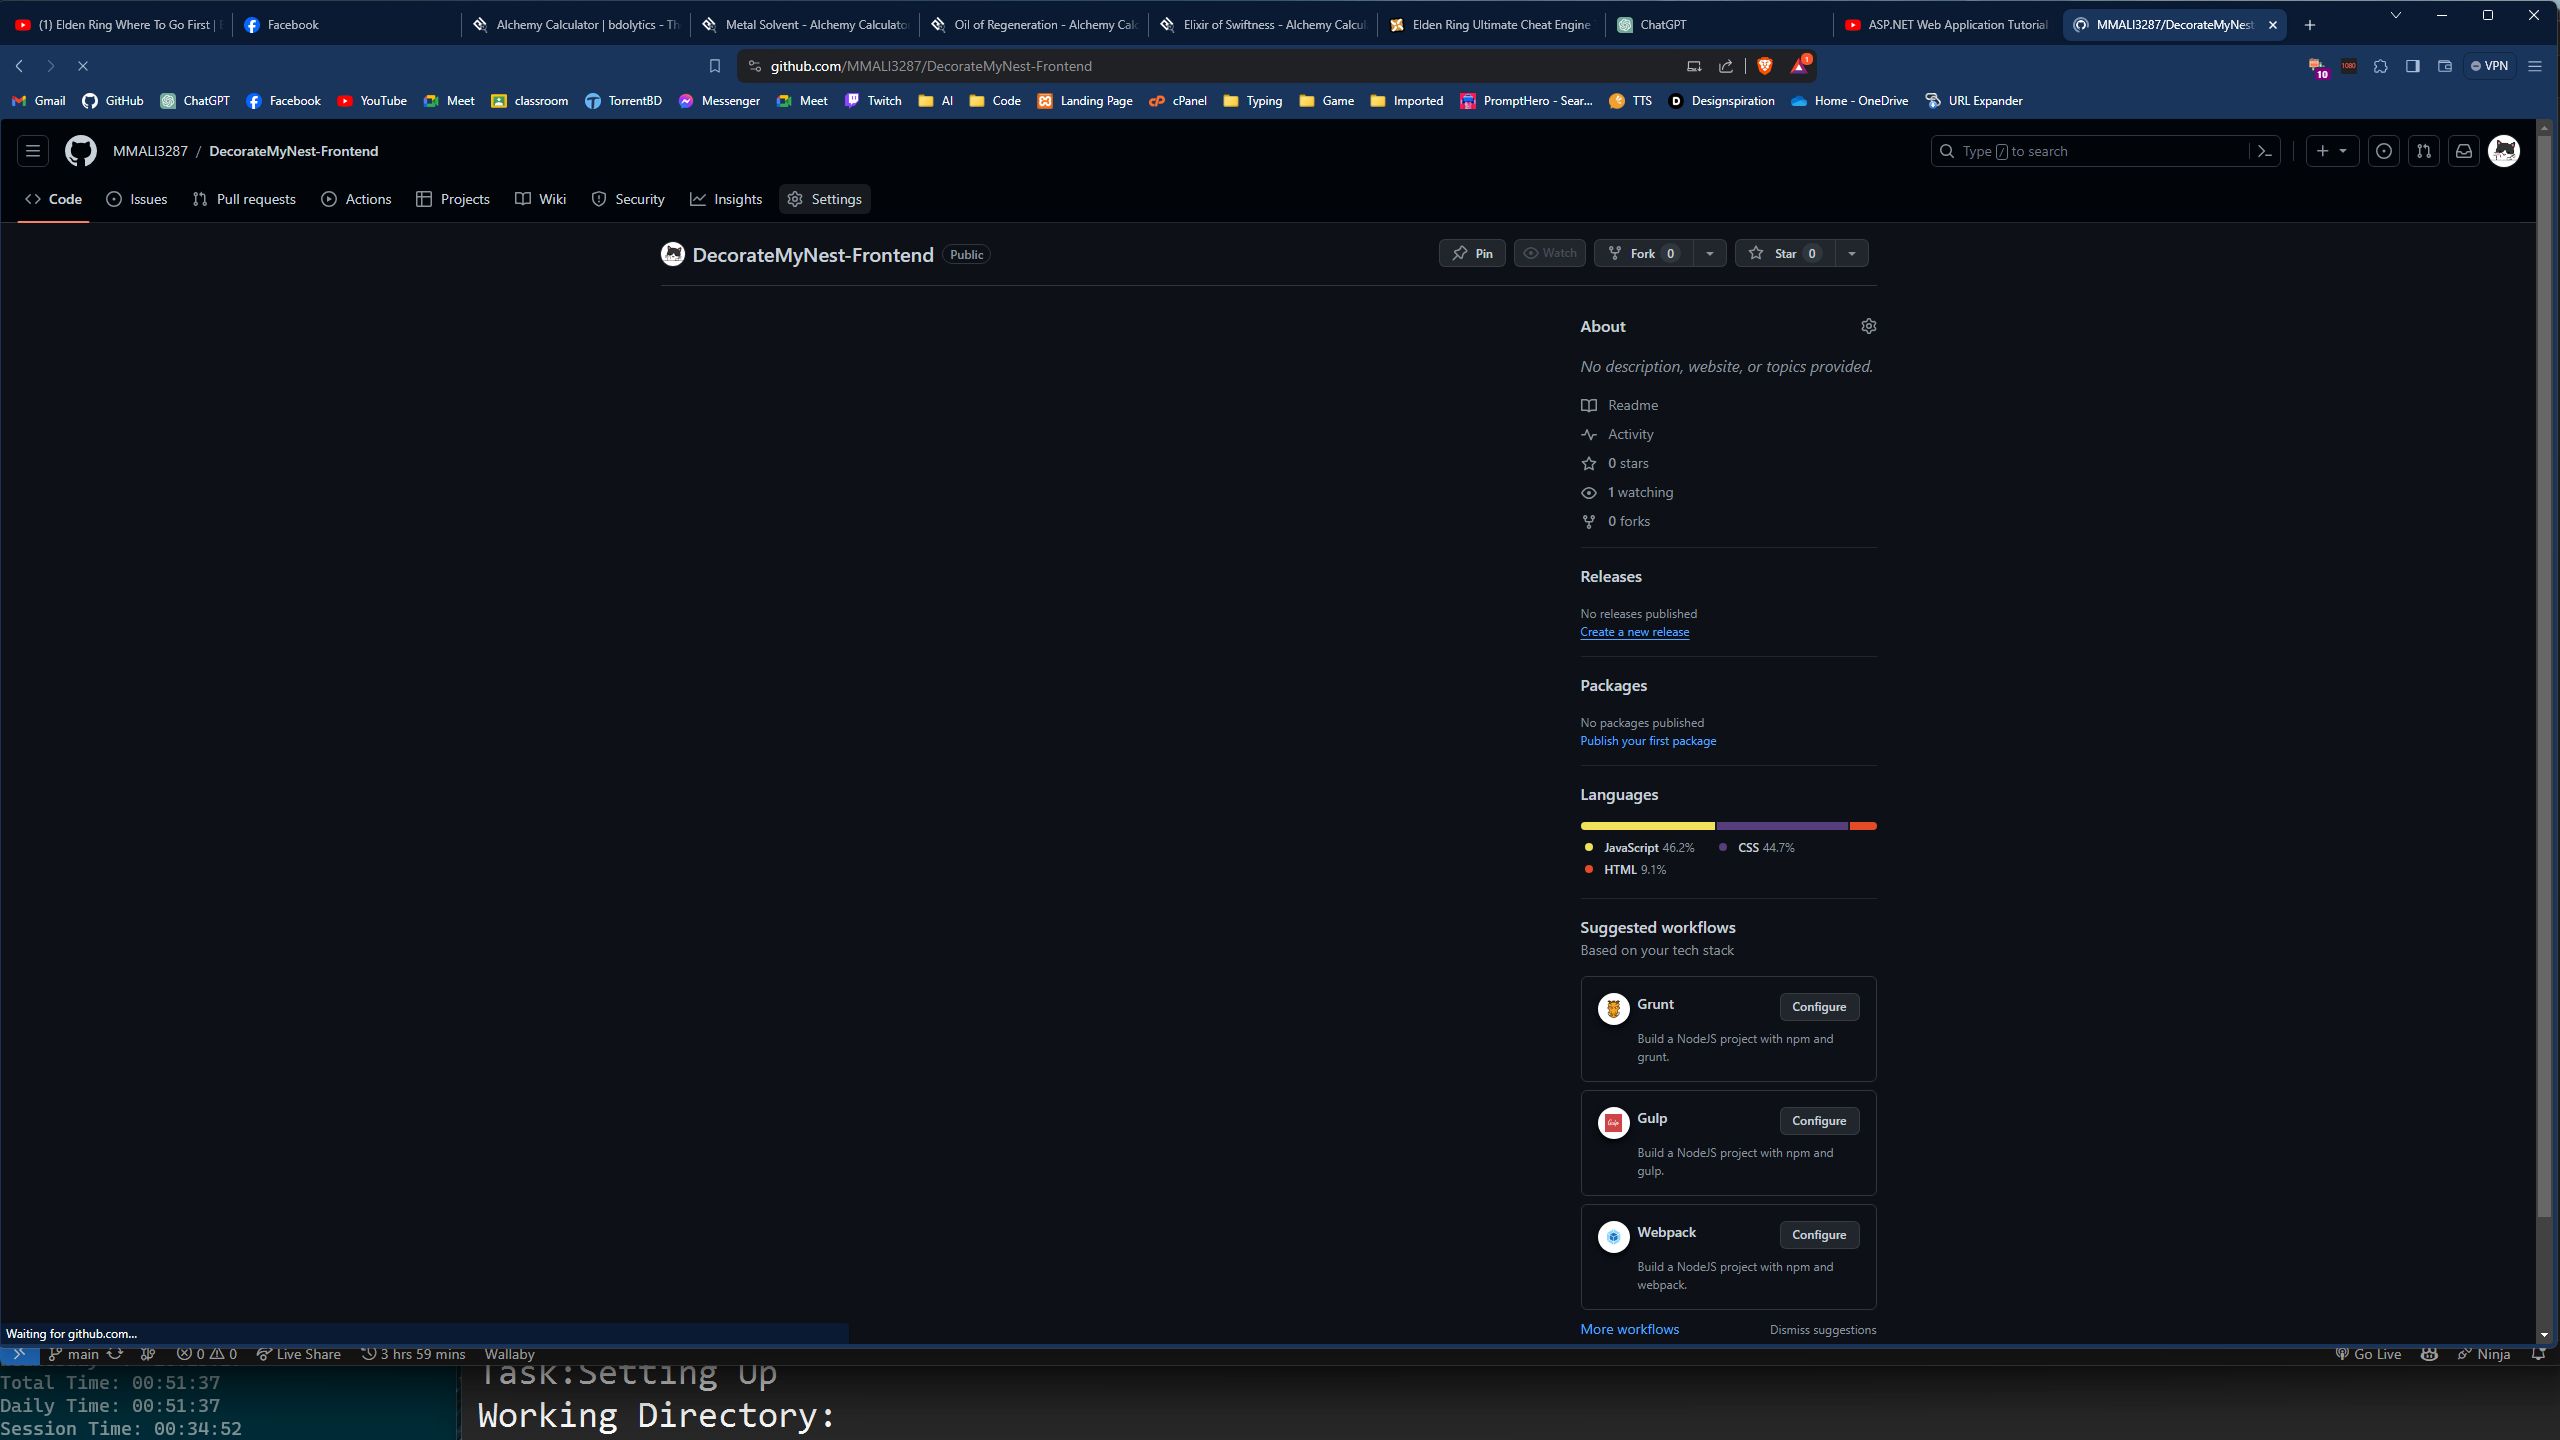 (1) Elden Ring Where To Go First |
Facebook
Alchemy Calculator | bdolytics - Th
Metal Solvent - Alchemy Calculator
Oil of Regeneration - Alchemy Calc
Elixir of Swiftness - Alchemy Calcul
Elden Ring Ultimate Cheat Engine
ChatGPT
ASP.NET Web Application Tutorial
MMALI3287/DecorateMyNest
github.com/MMALI3287/DecorateMyNest-Frontend
1
10
1080
VPN
Gmail
GitHub
ChatGPT
Facebook
YouTube
Meet
classroom
TorrentBD
Messenger
Meet
Twitch
AI
Code
Landing Page
cPanel
Typing
Game
Imported
PromptHero - Sear...
TTS
Designspiration
Home - OneDrive
URL Expander
MMALI3287 / DecorateMyNest-Frontend
Type / to search
Code
Issues
Pull requests
Actions
Projects
Wiki
Security
Insights
Settings
DecorateMyNest-Frontend
Public
Pin
Watch
Fork 0
Star 0
About
No description, website, or topics provided.
Readme
Activity
0 stars
1 watching
0 forks
Releases
No releases published
Create a new release
Packages
No packages published
Publish your first package
Languages
JavaScript 46.2%
CSS 44.7%
HTML 9.1%
Suggested workflows
Based on your tech stack
Grunt
Configure
Build a NodeJS project with npm and
grunt.
Gulp
Configure
Build a NodeJS project with npm and
gulp.
Webpack
Configure
Build a NodeJS project with npm and
webpack.
More workflows
Dismiss suggestions
Waiting for github.com...
main
0
0
Live Share
3 hrs 59 mins
Wallaby
Go Live
Ninja
Total Time: 00:51:37
Daily Time: 00:51:37
Session Time: 00:34:52
Task:Setting Up
Working Directory: